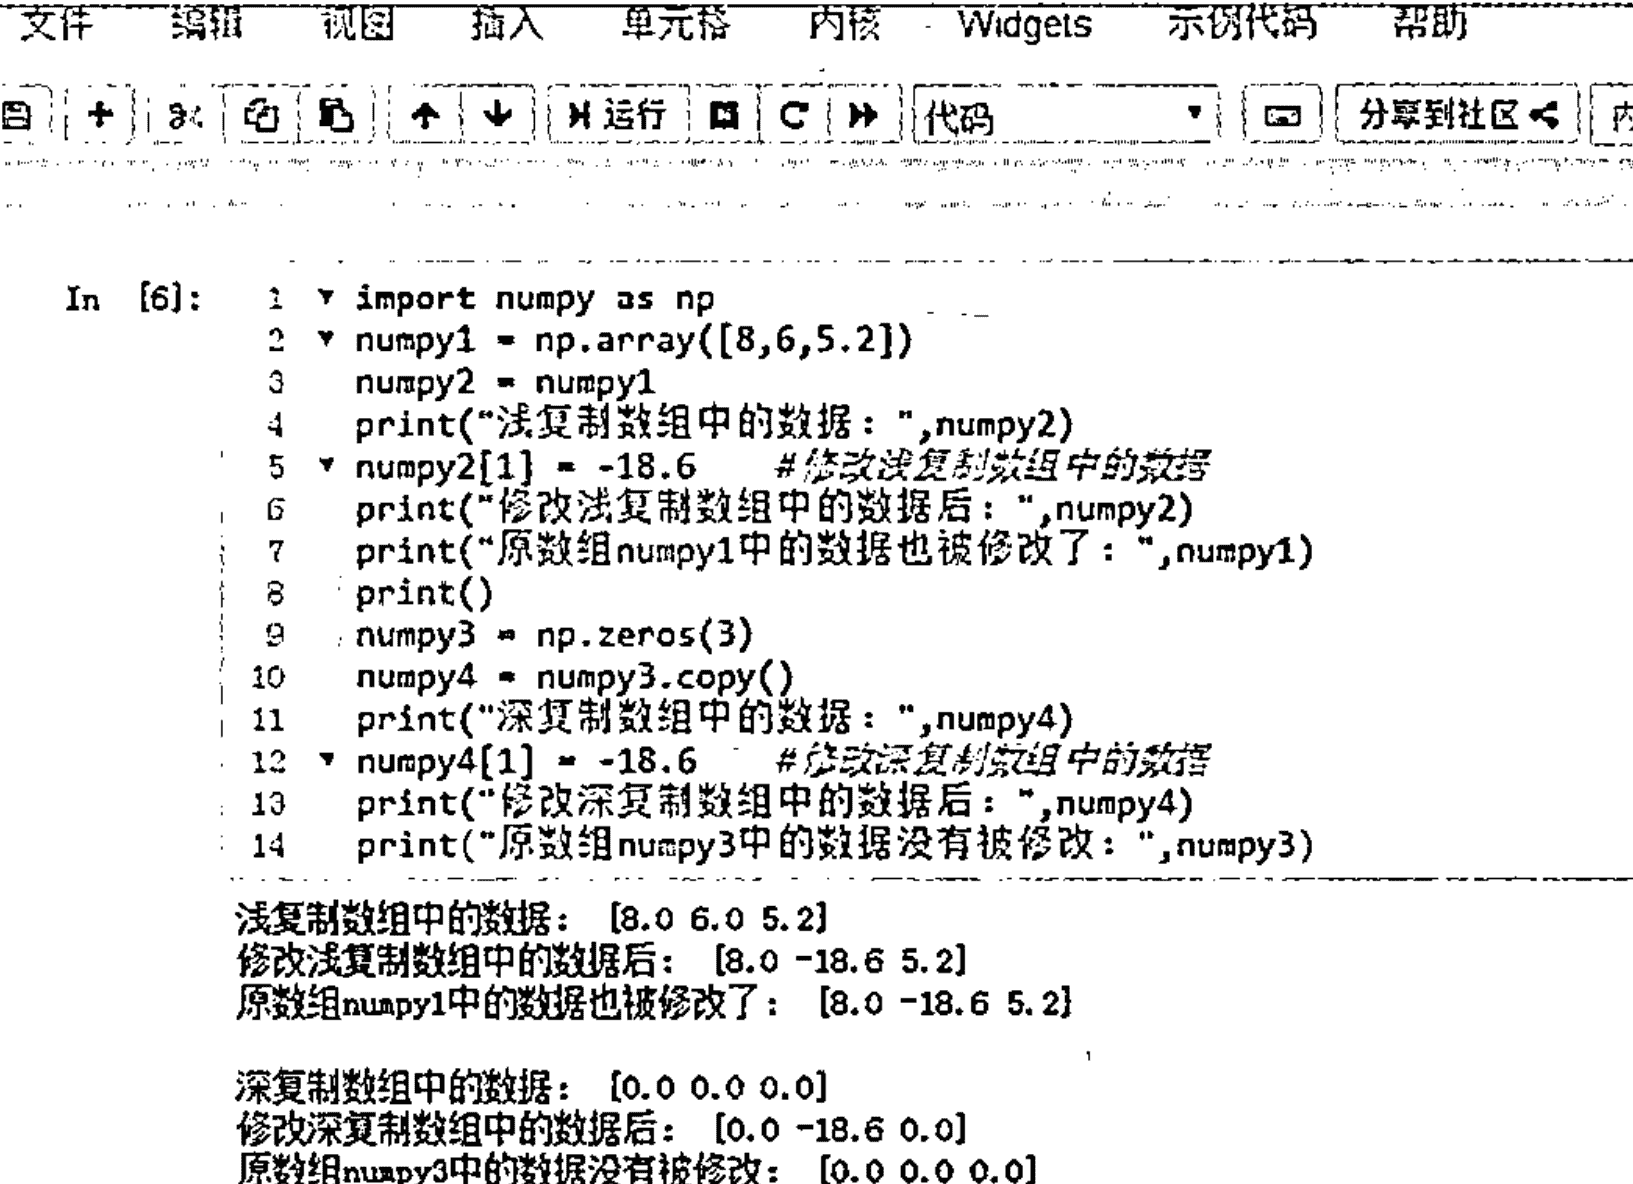 文件 编辑 视图 插入 单元格 内核 Widgets 示例代码 帮助
运行 代码 分享到社区 内
In [6]:
1 import numpy as np
2 numpy1 = np.array([8,6,5.2])
3 numpy2 = numpy1
4 print("浅复制数组中的数据：",numpy2)
5 numpy2[1] = -18.6 #修改浅复制数组中的数据
6 print("修改浅复制数组中的数据后：",numpy2)
7 print("原数组numpy1中的数据也被修改了：",numpy1)
8 print()
9 numpy3 = np.zeros(3)
10 numpy4 = numpy3.copy()
11 print("深复制数组中的数据：",numpy4)
12 numpy4[1] = -18.6 #修改深复制数组中的数据
13 print("修改深复制数组中的数据后：",numpy4)
14 print("原数组numpy3中的数据没有被修改：",numpy3)
浅复制数组中的数据： [8.0 6.0 5.2]
修改浅复制数组中的数据后： [8.0 -18.6 5.2]
原数组numpy1中的数据也被修改了： [8.0 -18.6 5.2]
深复制数组中的数据： [0.0 0.0 0.0]
修改深复制数组中的数据后： [0.0 -18.6 0.0]
原数组numpy3中的数据没有被修改： [0.0 0.0 0.0]